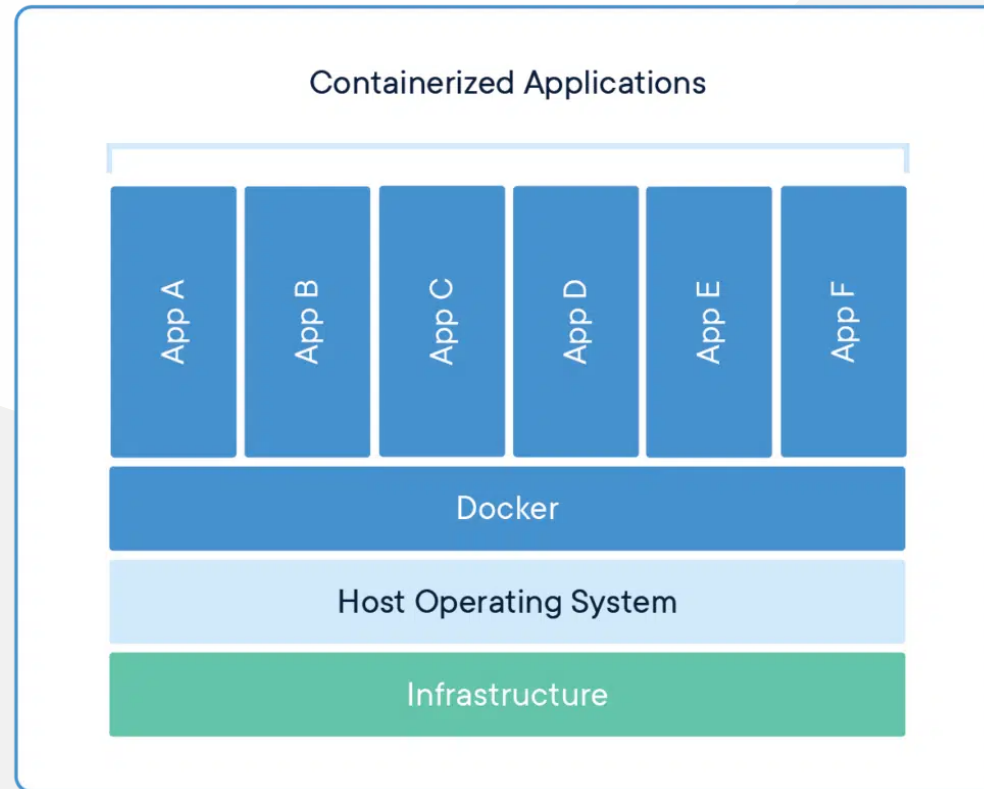 Containerized Applications
App A
App B
App C
App D
App E
App F
Docker
Host Operating System
Infrastructure